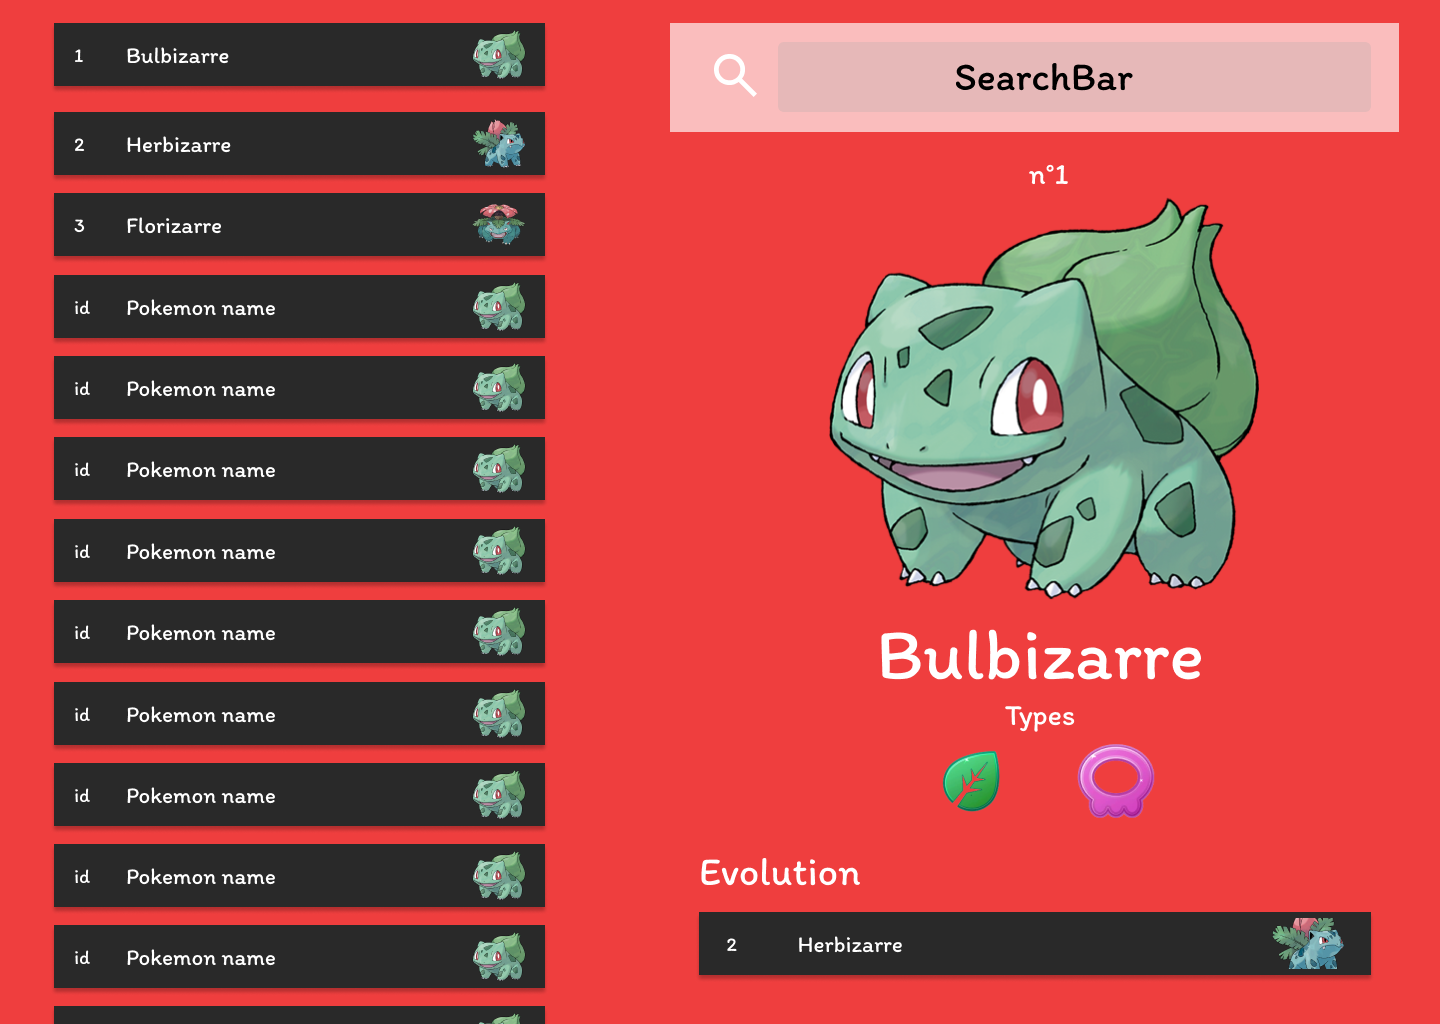 1 Bulbizarre
2 Herbizarre
3 Florizarre
id Pokemon name
id Pokemon name
id Pokemon name
id Pokemon name
id Pokemon name
id Pokemon name
id Pokemon name
id Pokemon name
id Pokemon name
SearchBar
n°1
Bulbizarre
Types
Evolution
2 Herbizarre